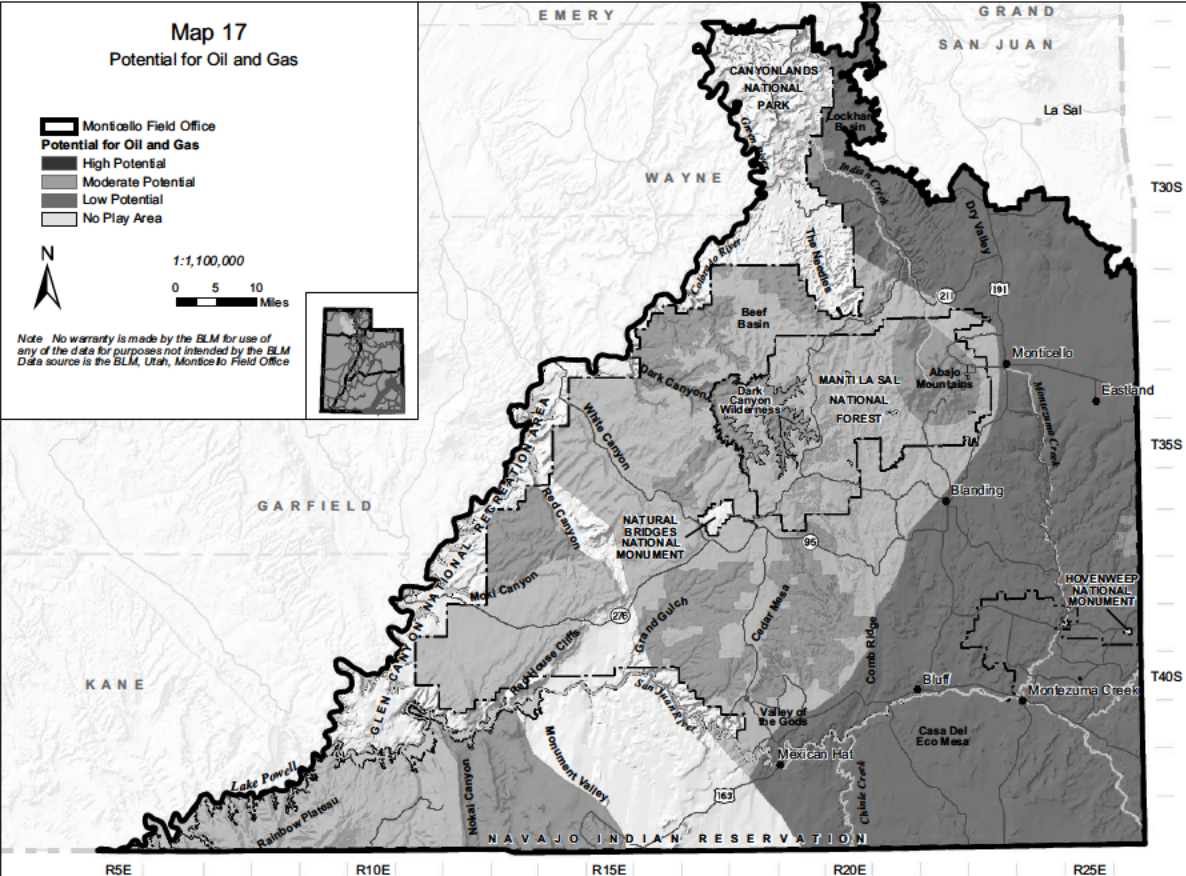 Map 17
Potential for Oil and Gas
Monticello Field Office
Potential for Oil and Gas
High Potential
Moderate Potential
Low Potential
No Play Area
N
1:1,100,000
0 5 10
Miles
Note No warranty is made by the BLM for use of
any of the data for purposes not intended by the BLM
Data source is the BLM, Utah, Monticello Field Office
EMERY
GRAND
SAN JUAN
CANYONLANDS
NATIONAL
PARK
Lockhart
Basin
La Sal
Green River
WAYNE
Indian Creek
T30S
Dry Valley
The Needles
Colorado River
211
191
Beef
Basin
Monticello
Dark Canyon
Dark
Canyon
Wilderness
MANTI LA SAL
NATIONAL
FOREST
Abajo
Mountains
Eastland
Montezuma Creek
White Canyon
T35S
GLEN CANYON NATIONAL RECREATION AREA
GARFIELD
Blanding
Red Canyon
NATURAL
BRIDGES
NATIONAL
MONUMENT
95
Moki Canyon
HOVENWEEP
NATIONAL
MONUMENT
276
Grand Gulch
Cedar Mesa
Comb Ridge
Red House Cliffs
KANE
T40S
Bluff
Montezuma Creek
San Juan River
Valley of
the Gods
Casa Del
Eco Mesa
Mexican Hat
Monument Valley
Lake Powell
Nokai Canyon
Chinle Creek
163
Rainbow Plateau
NAVAJO INDIAN RESERVATION
R5E R10E R15E R20E R25E